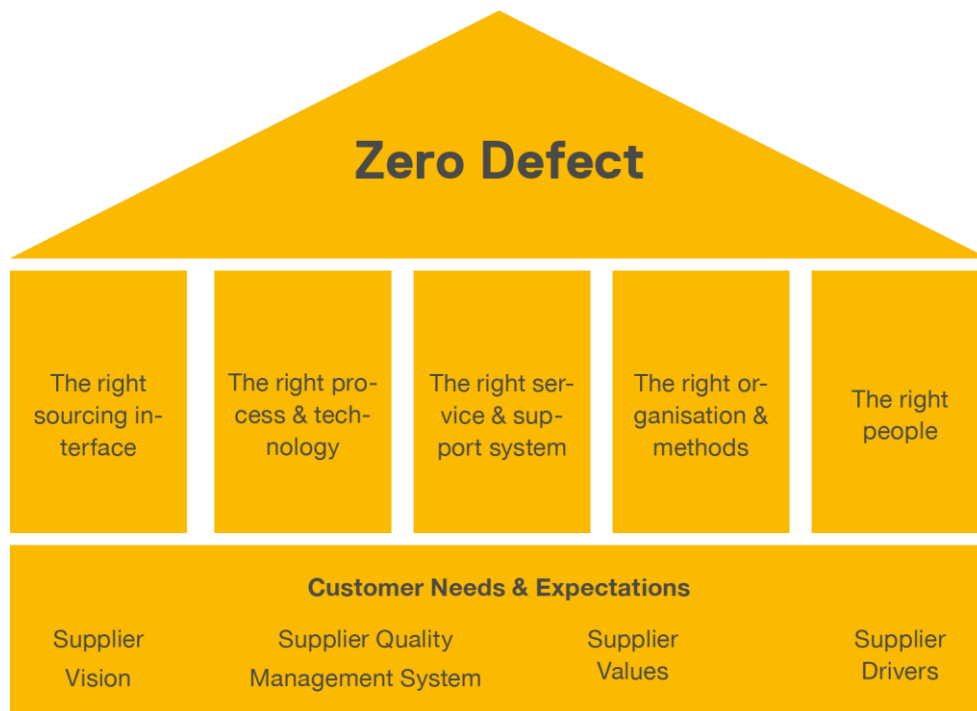 Zero Defect
The right
sourcing in-
terface
The right pro-
cess & tech-
nology
The right ser-
vice & sup-
port system
The right or-
ganisation &
methods
The right
people
Customer Needs & Expectations
Supplier
Vision
Supplier Quality
Management System
Supplier
Values
Supplier
Drivers